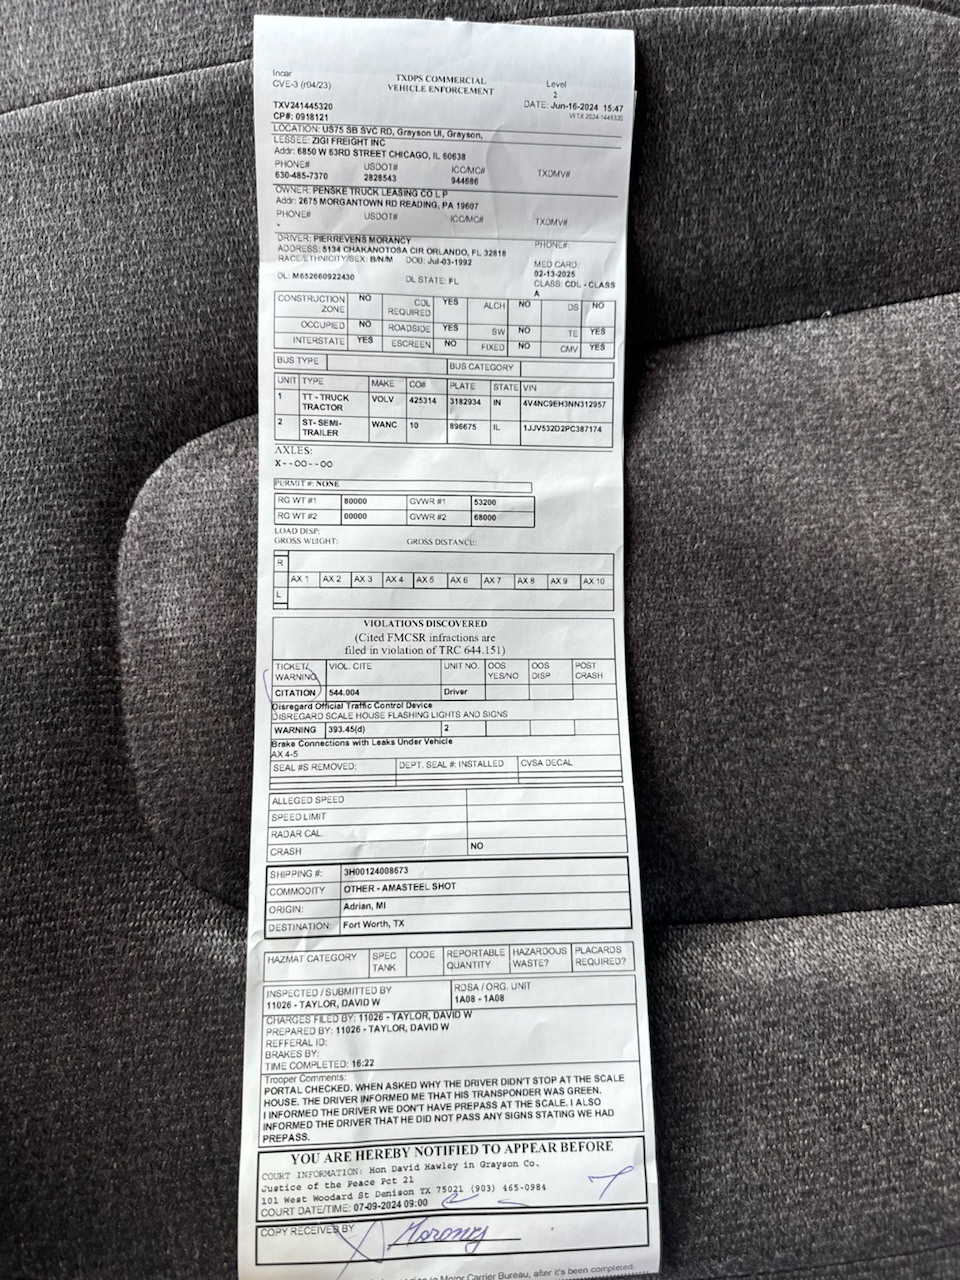 Incar
CVE-3 (r04/23)
TXDPS COMMERCIAL
VEHICLE ENFORCEMENT
Level
2
TXV241445320
DATE: Jun-16-2024 15:47
CP#: 0918121
VI TX 2024-1445320
LOCATION: US75 SB SVC RD, Grayson UI, Grayson,
LESSEE: ZIGI FREIGHT INC
Addr: 6850 W 63RD STREET CHICAGO, IL 60638
PHONE# USDOT# ICC/MC# TXDMV#
630-485-7370 2828543 944686
OWNER: PENSKE TRUCK LEASING CO L P
Addr: 2675 MORGANTOWN RD READING, PA 19607
PHONE# USDOT# ICC/MC# TXDMV#
-
DRIVER: PIERREVENS MORANCY PHONE#:
ADDRESS: 5134 CHAKANOTOSA CIR ORLANDO, FL 32818
RACE/ETHNICITY/SEX: B/N/M DOB: Jul-03-1992 MED CARD:
02-13-2025
DL: M652660922430 DL STATE: FL CLASS: CDL - CLASS
A
CONSTRUCTION ZONE NO CDL REQUIRED YES ALCH NO DS NO
OCCUPIED NO ROADSIDE YES SW NO TE YES
INTERSTATE YES ESCREEN NO FIXED NO CMV YES
BUS TYPE BUS CATEGORY
UNIT TYPE MAKE CO# PLATE STATE VIN
1 TT - TRUCK TRACTOR VOLV 425314 3182934 IN 4V4NC9EH3NN312957
2 ST- SEMI- TRAILER WANC 10 896675 IL 1JJV532D2PC387174
AXLES:
X--OO--OO
PERMIT #: NONE
RG WT #1 80000 GVWR #1 53200
RG WT #2 00000 GVWR #2 68000
LOAD DISP:
GROSS WEIGHT: GROSS DISTANCE:
R
AX 1 AX 2 AX 3 AX 4 AX 5 AX 6 AX 7 AX 8 AX 9 AX 10
L
VIOLATIONS DISCOVERED
(Cited FMCSR infractions are
filed in violation of TRC 644.151)
TICKET/ WARNING VIOL. CITE UNIT NO. OOS YES/NO OOS DISP POST CRASH
CITATION 544.004 Driver
Disregard Official Traffic Control Device
DISREGARD SCALE HOUSE FLASHING LIGHTS AND SIGNS
WARNING 393.45(d) 2
Brake Connections with Leaks Under Vehicle
AX 4-5
SEAL #S REMOVED: DEPT. SEAL #: INSTALLED CVSA DECAL
ALLEGED SPEED
SPEED LIMIT
RADAR CAL.
CRASH NO
SHIPPING #: 3H00124008673
COMMODITY OTHER - AMASTEEL SHOT
ORIGIN: Adrian, MI
DESTINATION: Fort Worth, TX
HAZMAT CATEGORY SPEC TANK CODE REPORTABLE QUANTITY HAZARDOUS WASTE? PLACARDS REQUIRED?
INSPECTED / SUBMITTED BY RDSA / ORG. UNIT
11026 - TAYLOR, DAVID W 1A08 - 1A08
CHARGES FILED BY: 11026 - TAYLOR, DAVID W
PREPARED BY: 11026 - TAYLOR, DAVID W
REFFERAL ID:
BRAKES BY:
TIME COMPLETED: 16:22
Trooper Comments:
PORTAL CHECKED. WHEN ASKED WHY THE DRIVER DIDN'T STOP AT THE SCALE
HOUSE. THE DRIVER INFORMED ME THAT HIS TRANSPONDER WAS GREEN.
I INFORMED THE DRIVER WE DON'T HAVE PREPASS AT THE SCALE. I ALSO
INFORMED THE DRIVER THAT HE DID NOT PASS ANY SIGNS STATING WE HAD
PREPASS.
YOU ARE HEREBY NOTIFIED TO APPEAR BEFORE
COURT INFORMATION: Hon David Hawley in Grayson Co.
Justice of the Peace Pct 21
101 West Woodard St Denison TX 75021 (903) 465-0984
COURT DATE/TIME: 07-09-2024 09:00
COPY RECEIVED BY
to Motor Carrier Bureau, after it's been completed.